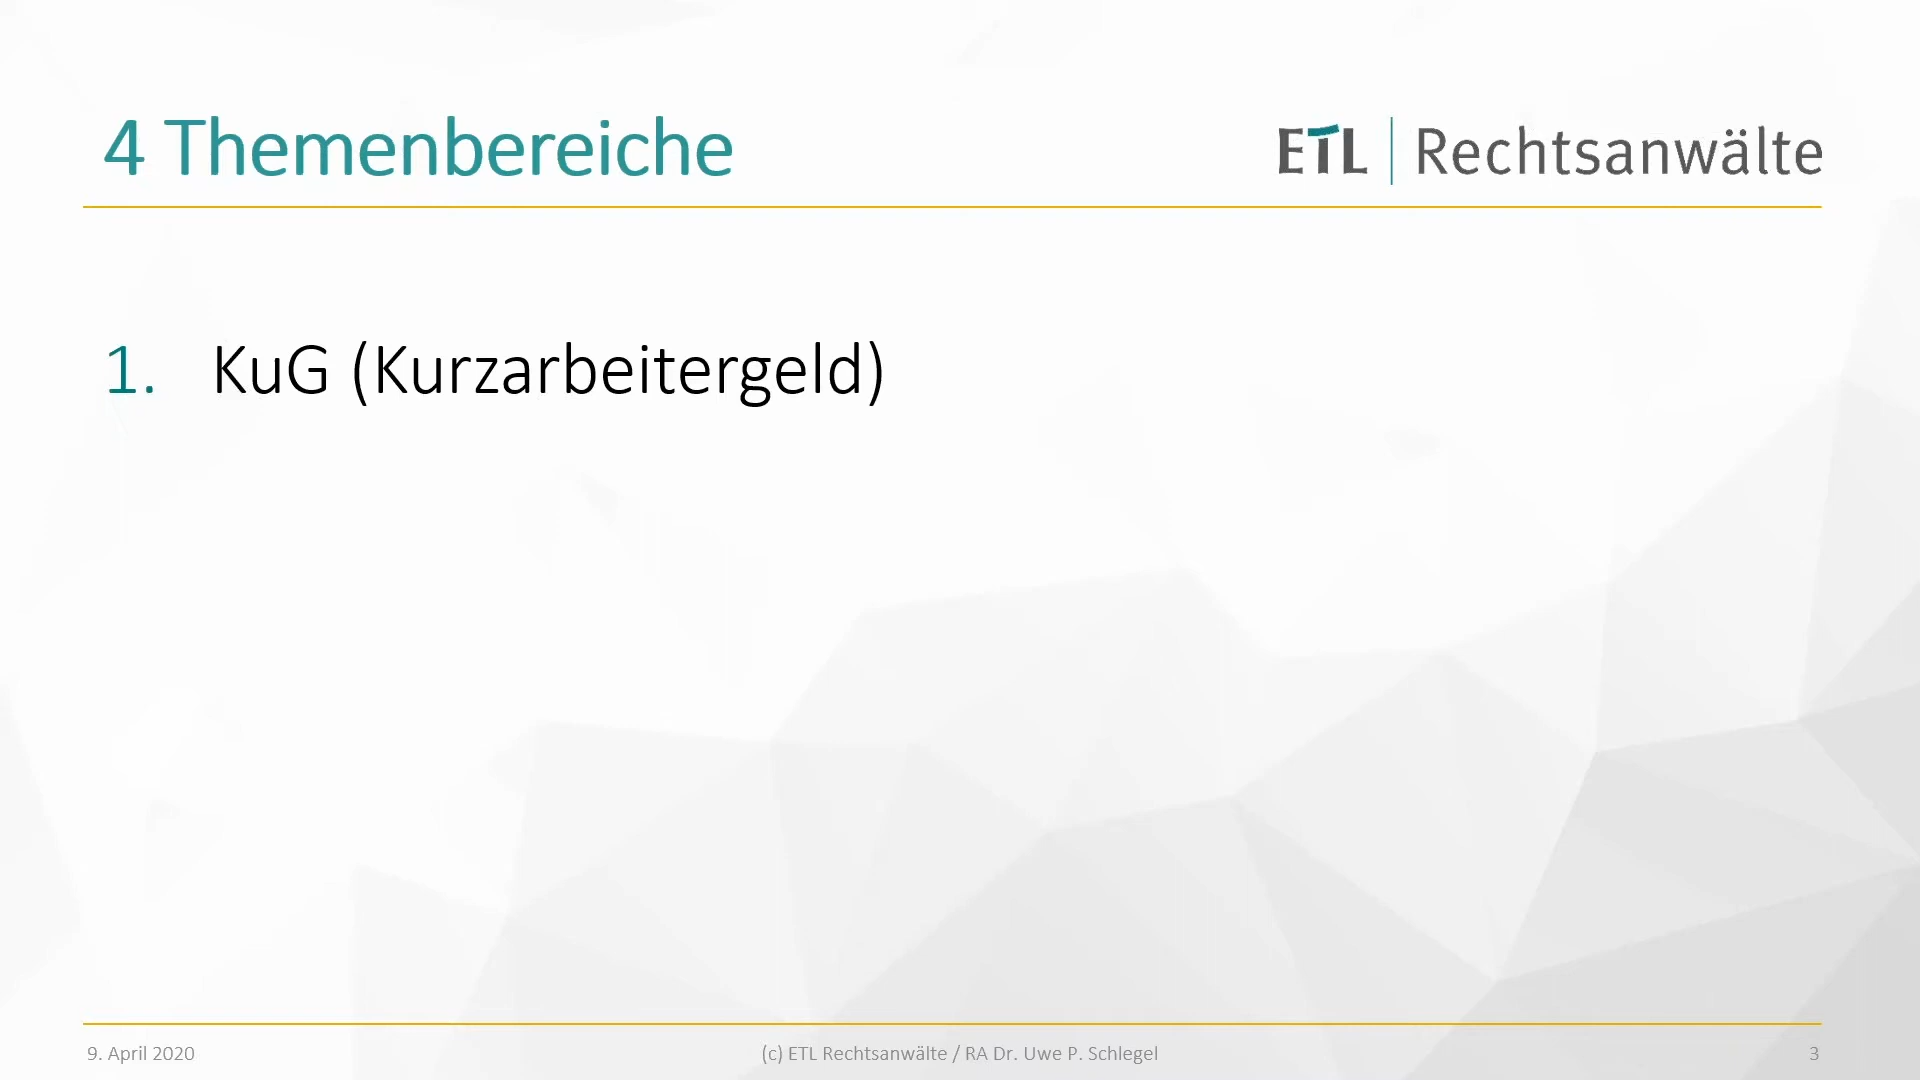 4 Themenbereiche
ETL | Rechtsanwälte
1. KuG (Kurzarbeitergeld)
9. April 2020
(c) ETL Rechtsanwälte / RA Dr. Uwe P. Schlegel
3